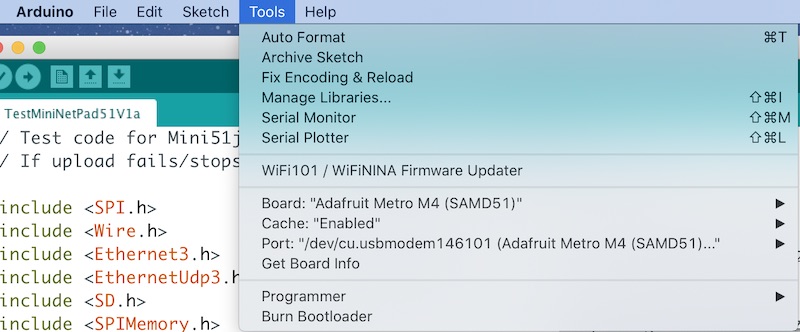 Arduino File Edit Sketch Tools Help
Auto Format ⌘T
Archive Sketch
Fix Encoding & Reload
Manage Libraries... ⇧⌘I
Serial Monitor ⇧⌘M
Serial Plotter ⇧⌘L
WiFi101 / WiFiNINA Firmware Updater
Board: "Adafruit Metro M4 (SAMD51)"
Cache: "Enabled"
Port: "/dev/cu.usbmodem146101 (Adafruit Metro M4 (SAMD51)..."
Get Board Info
Programmer
Burn Bootloader
TestMiniNetPad51V1a
/ Test code for Mini51j
/ If upload fails/stops
include <SPI.h>
include <Wire.h>
include <Ethernet3.h>
include <EthernetUdp3.h
include <SD.h>
include <SPIMemory.h>